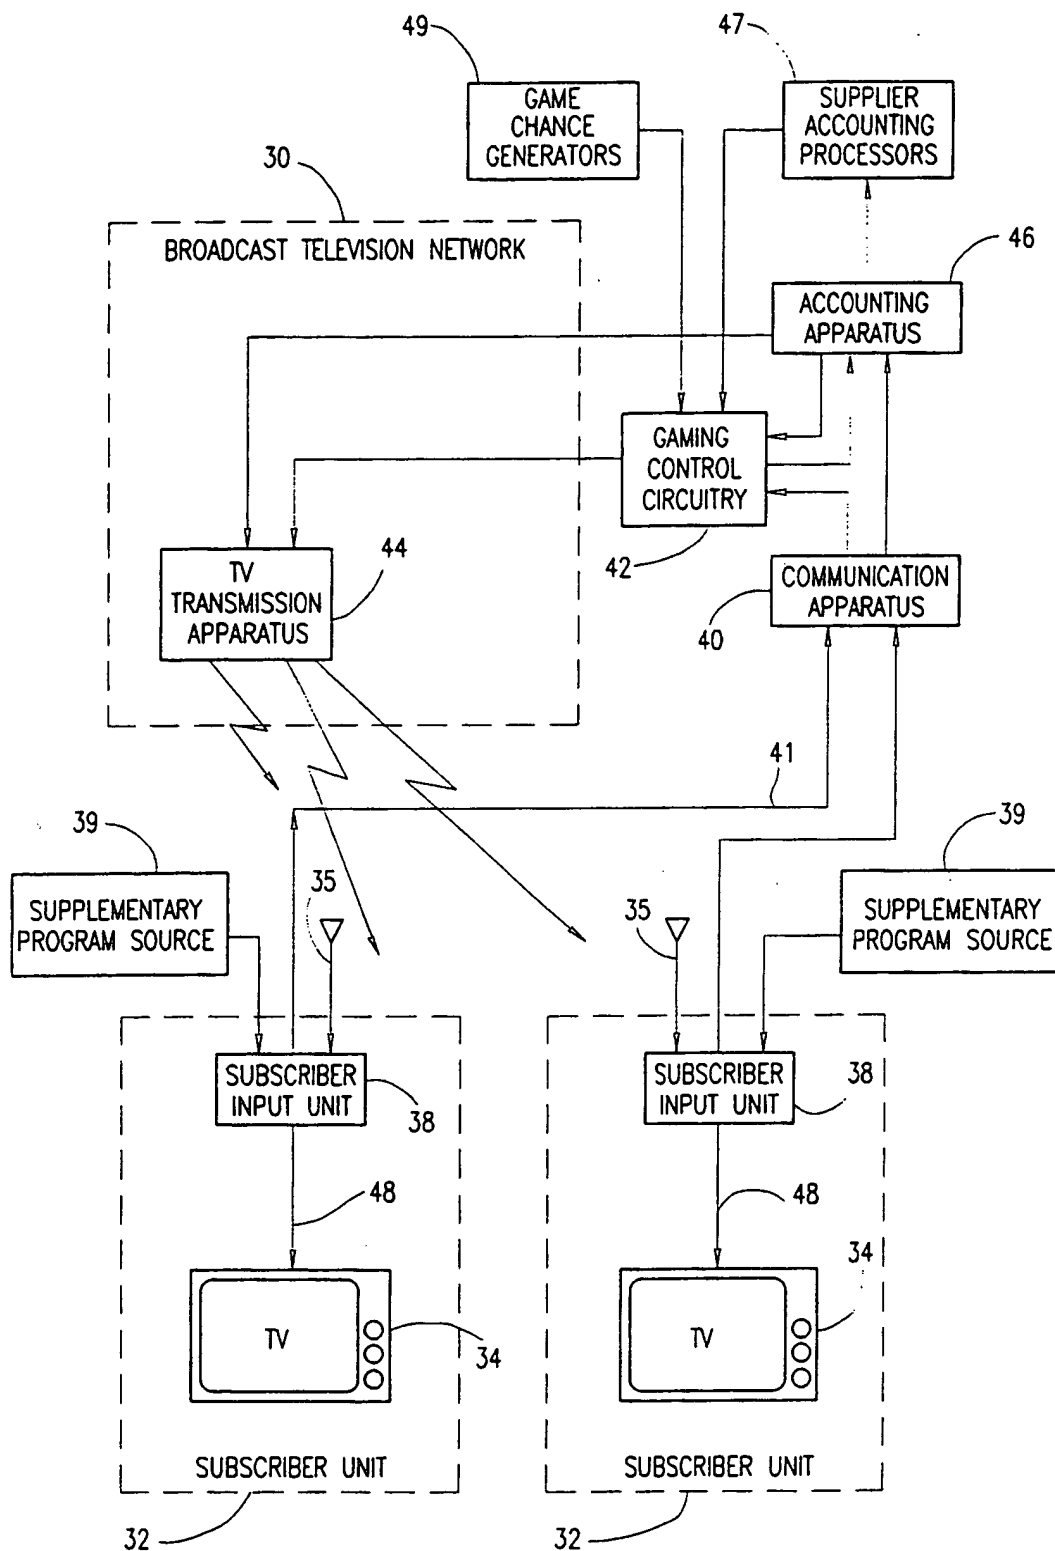 49
47
GAME
CHANCE
GENERATORS
SUPPLIER
ACCOUNTING
PROCESSORS
30
BROADCAST TELEVISION NETWORK
46
ACCOUNTING
APPARATUS
GAMING
CONTROL
CIRCUITRY
42
TV
TRANSMISSION
APPARATUS
44
COMMUNICATION
APPARATUS
40
41
39
SUPPLEMENTARY
PROGRAM SOURCE
35
35
39
SUPPLEMENTARY
PROGRAM SOURCE
SUBSCRIBER
INPUT UNIT
38
SUBSCRIBER
INPUT UNIT
38
48
48
TV
34
TV
34
SUBSCRIBER UNIT
SUBSCRIBER UNIT
32
32